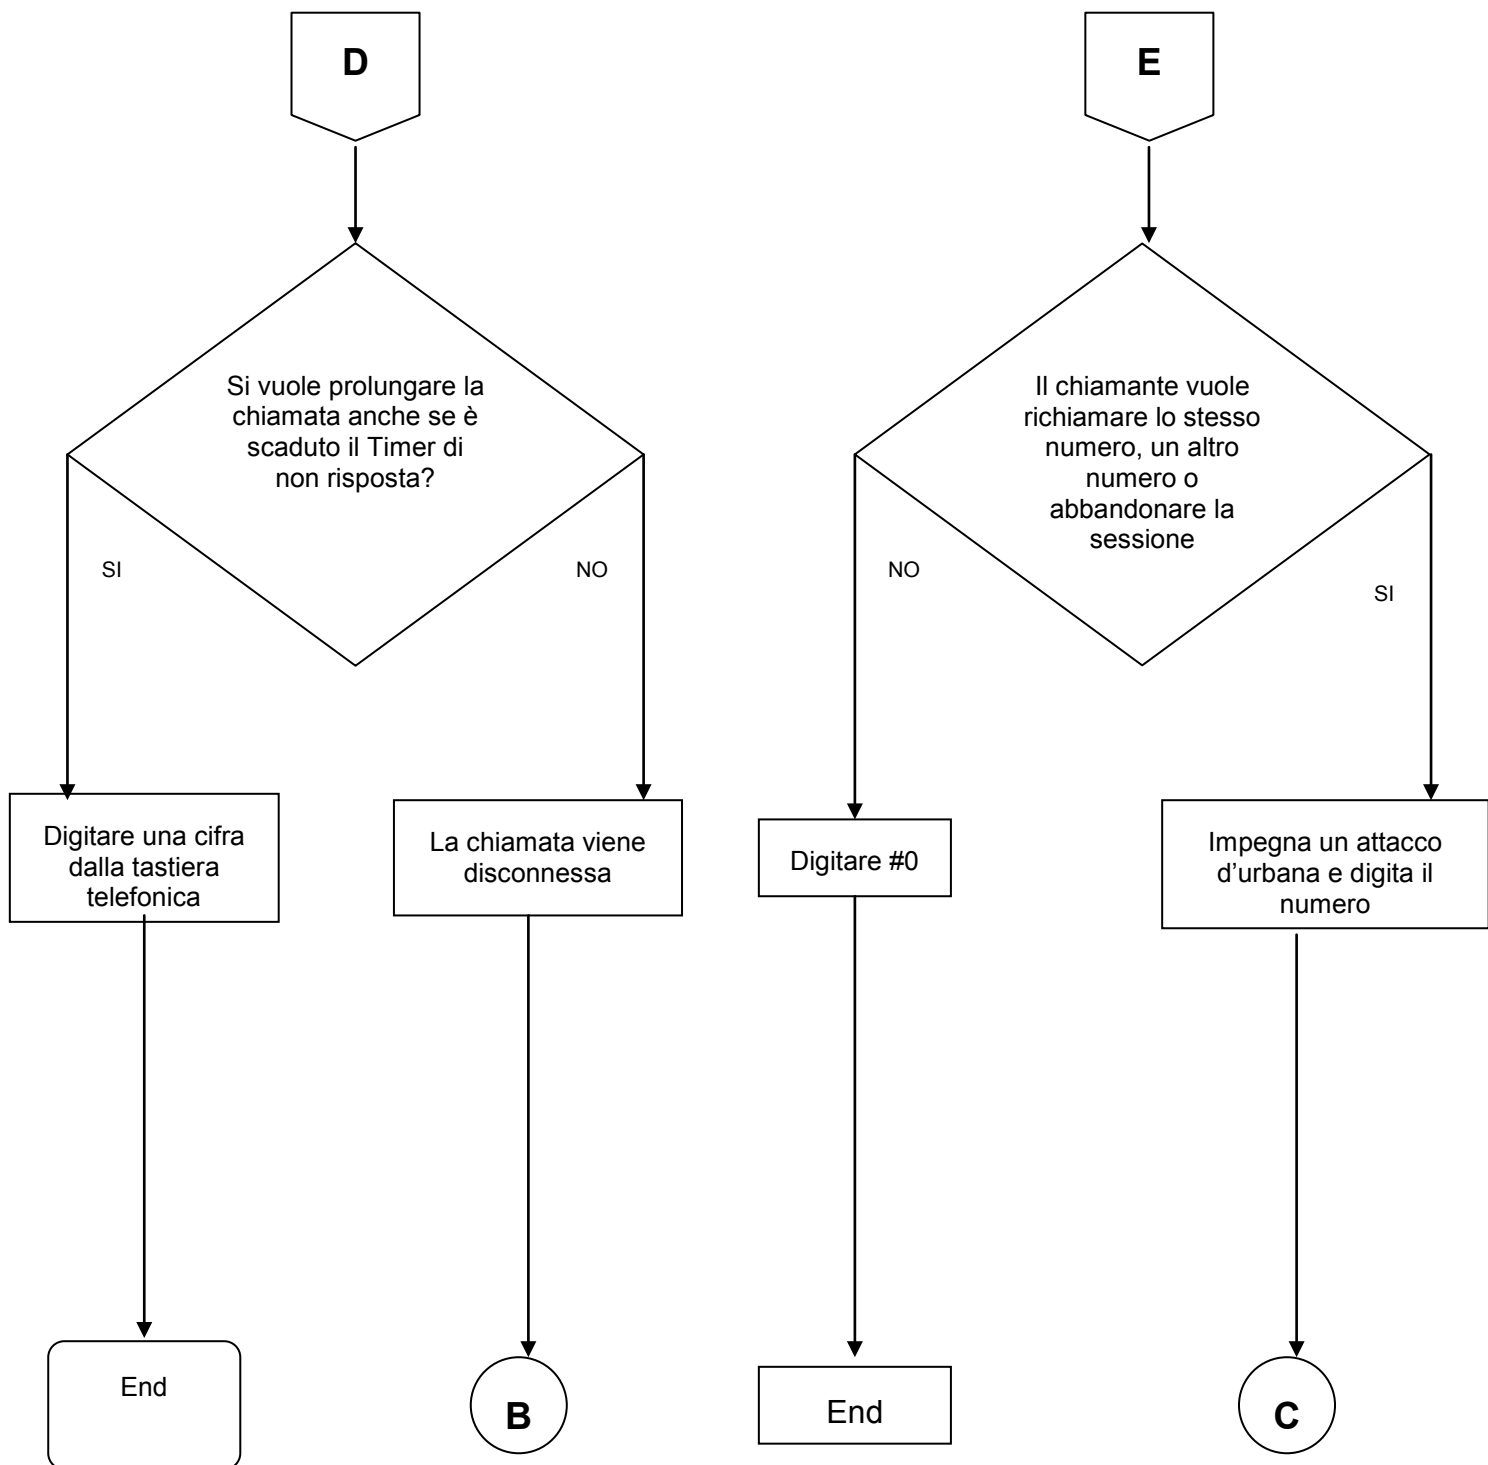 D
E
Si vuole prolungare la
chiamata anche se è
scaduto il Timer di
non risposta?
Il chiamante vuole
richiamare lo stesso
numero, un altro
numero o
abbandonare la
sessione
SI
NO
NO
SI
Digitare una cifra
dalla tastiera
telefonica
La chiamata viene
disconnessa
Digitare #0
Impegna un attacco
d’urbana e digita il
numero
End
B
End
C